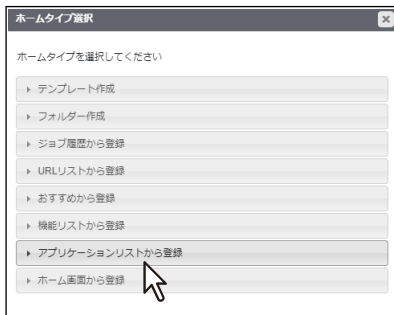 ホームタイプ選択
ホームタイプを選択してください
テンプレート作成
フォルダー作成
ジョブ履歴から登録
URLリストから登録
おすすめから登録
機能リストから登録
アプリケーションリストから登録
ホーム画面から登録